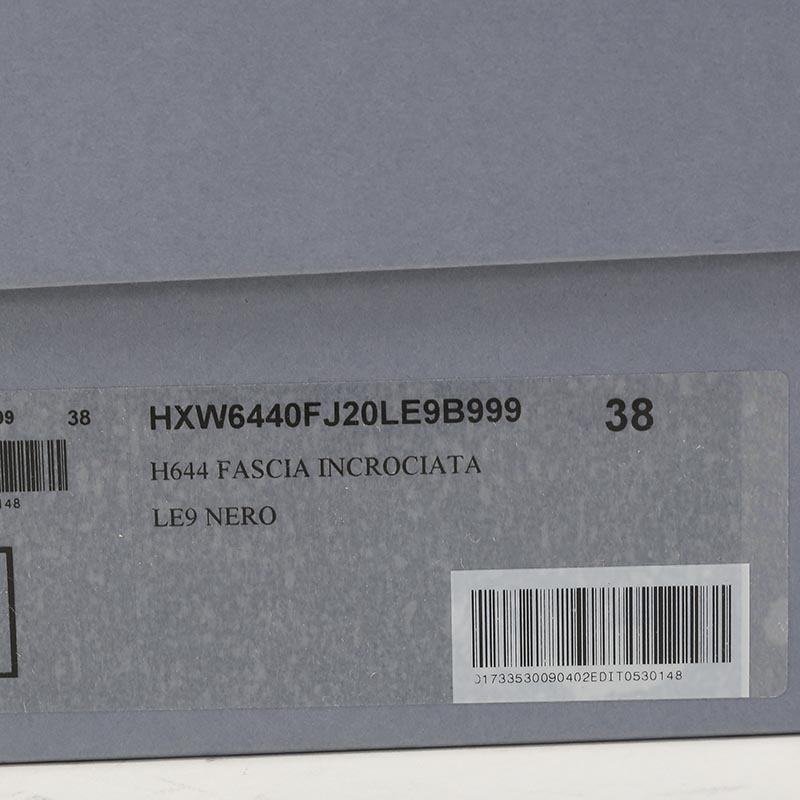 99 38
148
HXW6440FJ20LE9B999 38
H644 FASCIA INCROCIATA
LE9 NERO
01733530090402EDIT0530148